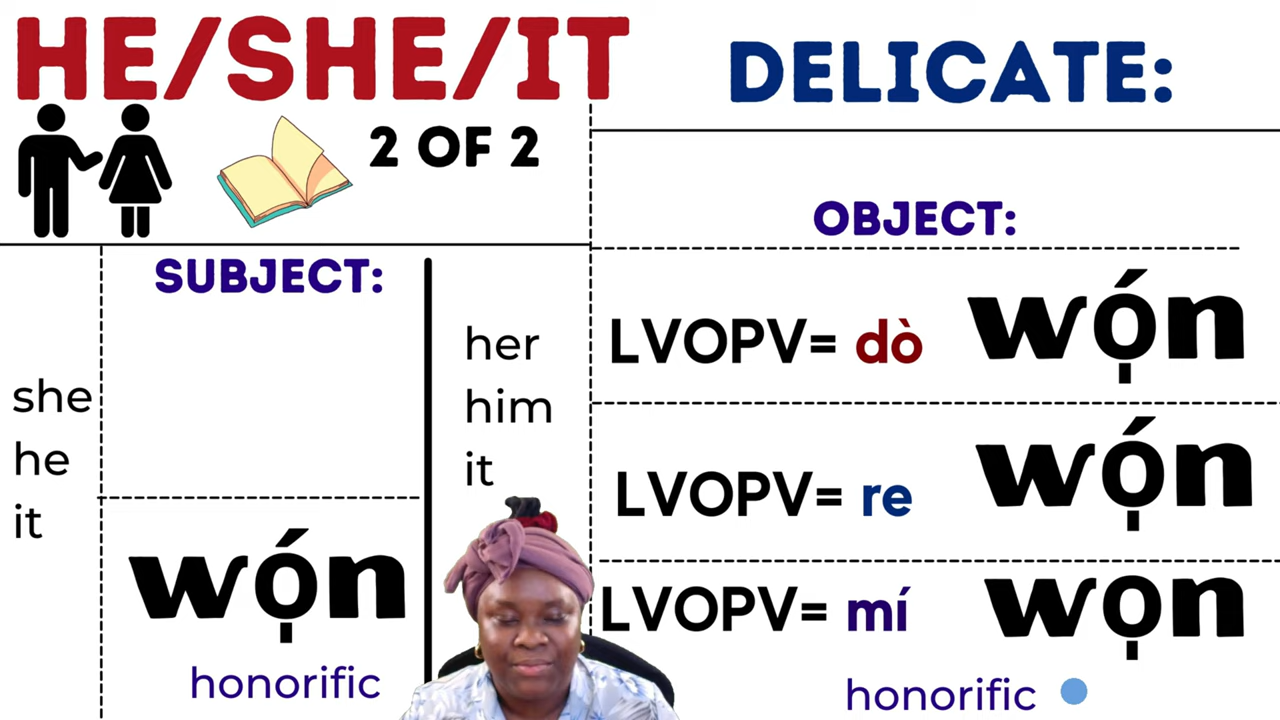 HE/SHE/IT
2 OF 2
DELICATE:
SUBJECT:
she
he
it
wọ́n
honorific
her
him
it
OBJECT:
LVOPV= dò wọ́n
LVOPV= re wọ́n
LVOPV= mí wọn
honorific